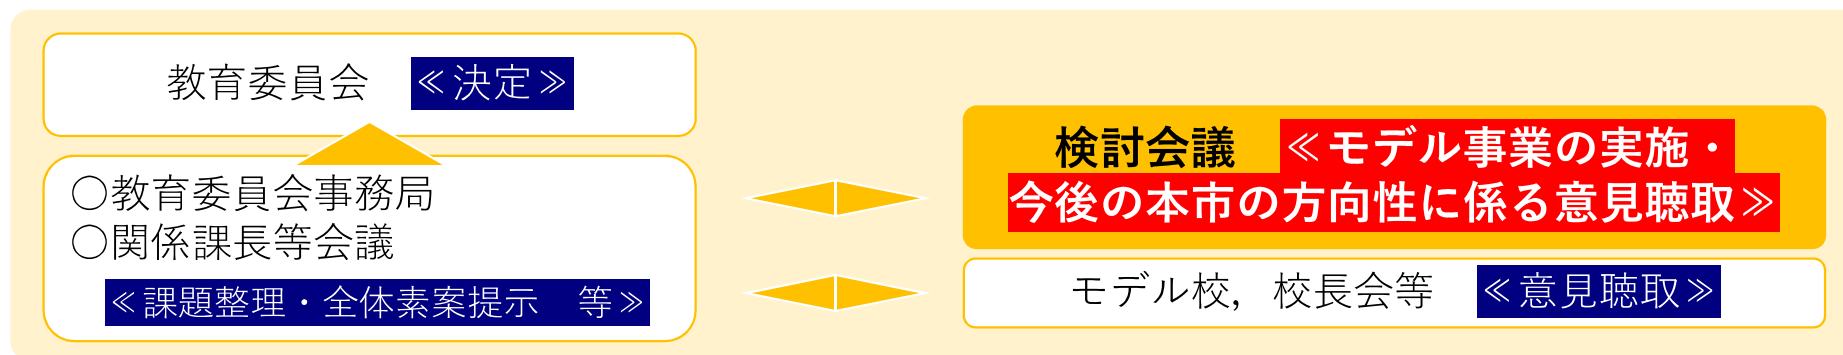 教育委員会　≪決定≫
○教育委員会事務局
○関係課長等会議
≪課題整理・全体素案提示　等≫
検討会議　≪モデル事業の実施・
今後の本市の方向性に係る意見聴取≫
モデル校，校長会等　≪意見聴取≫